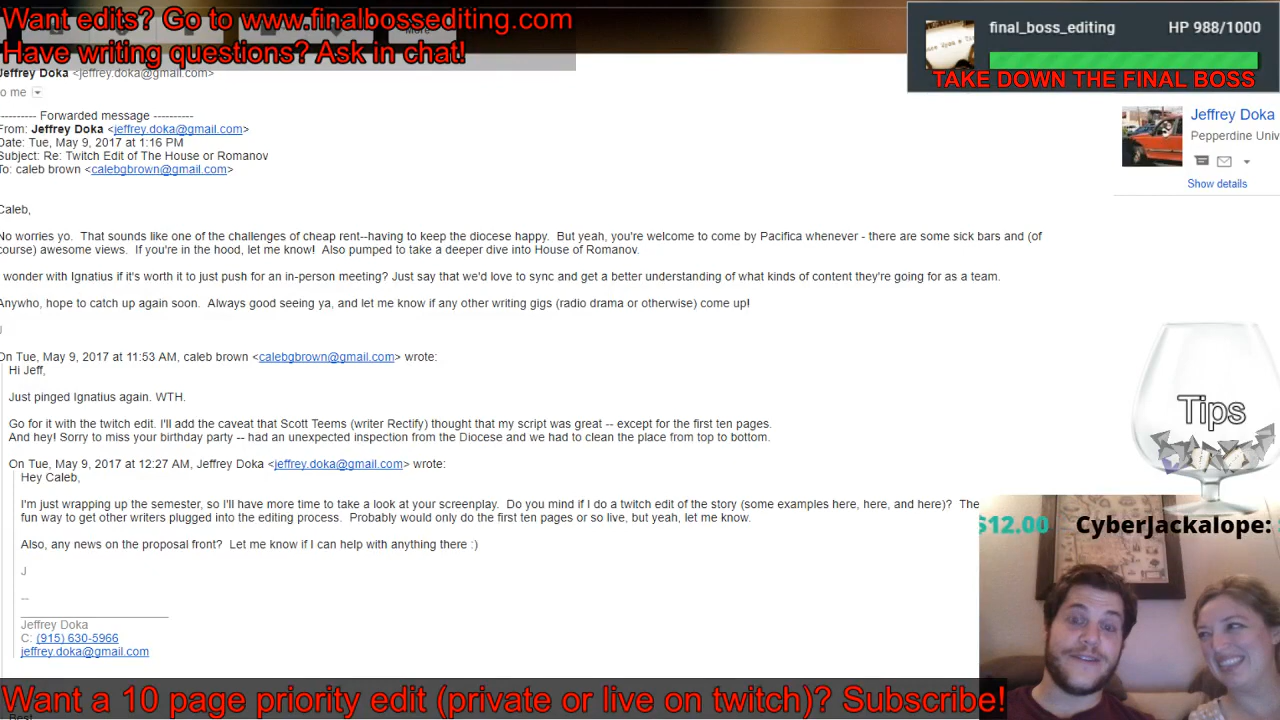 Want edits? Go to www.finalbossediting.com
Have writing questions? Ask in chat!
final_boss_editing HP 988/1000
TAKE DOWN THE FINAL BOSS
Jeffrey Doka <jeffrey.doka@gmail.com>
o me
Jeffrey Doka
Pepperdine Univ
Show details
--------- Forwarded message ----------
From: Jeffrey Doka <jeffrey.doka@gmail.com>
Date: Tue, May 9, 2017 at 1:16 PM
Subject: Re: Twitch Edit of The House or Romanov
To: caleb brown <calebgbrown@gmail.com>
Caleb,
No worries yo. That sounds like one of the challenges of cheap rent--having to keep the diocese happy. But yeah, you're welcome to come by Pacifica whenever - there are some sick bars and (of
course) awesome views. If you're in the hood, let me know! Also pumped to take a deeper dive into House of Romanov.
wonder with Ignatius if it's worth it to just push for an in-person meeting? Just say that we'd love to sync and get a better understanding of what kinds of content they're going for as a team.
Anywho, hope to catch up again soon. Always good seeing ya, and let me know if any other writing gigs (radio drama or otherwise) come up!
J
On Tue, May 9, 2017 at 11:53 AM, caleb brown <calebgbrown@gmail.com> wrote:
Hi Jeff,
Just pinged Ignatius again. WTH.
Go for it with the twitch edit. I'll add the caveat that Scott Teems (writer Rectify) thought that my script was great -- except for the first ten pages.
And hey! Sorry to miss your birthday party -- had an unexpected inspection from the Diocese and we had to clean the place from top to bottom.
On Tue, May 9, 2017 at 12:27 AM, Jeffrey Doka <jeffrey.doka@gmail.com> wrote:
Hey Caleb,
I'm just wrapping up the semester, so I'll have more time to take a look at your screenplay. Do you mind if I do a twitch edit of the story (some examples here, here, and here)? The
fun way to get other writers plugged into the editing process. Probably would only do the first ten pages or so live, but yeah, let me know.
Also, any news on the proposal front? Let me know if I can help with anything there :)
J
--
Jeffrey Doka
C: (915) 630-5966
jeffrey.doka@gmail.com
Tips
$12.00 CyberJackalope:
Want a 10 page priority edit (private or live on twitch)? Subscribe!